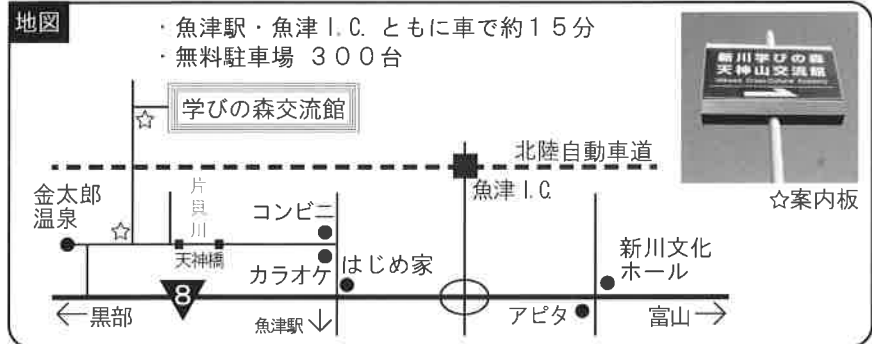 地図
・魚津駅・魚津 I.C. ともに車で約15分
・無料駐車場 300台
新川学びの森
天神山交流館
☆案内板
☆
学びの森交流館
北陸自動車道
魚津 I.C.
金太郎
温泉
☆
片貝川
天神橋
コンビニ
カラオケ
はじめ家
新川文化
ホール
アピタ
8
←黒部
魚津駅↓
富山→